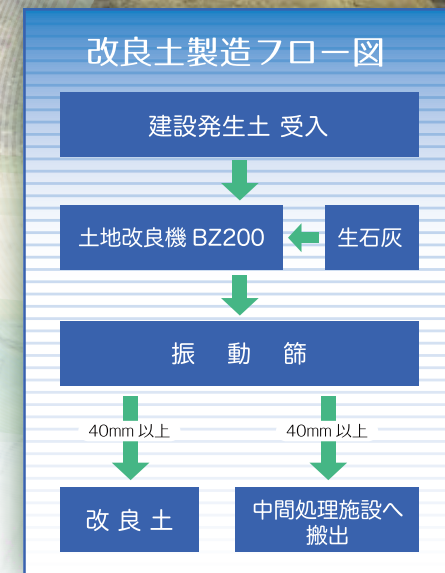 改良土製造フロー図
建設発生土 受入
土地改良機 BZ200
生石灰
振動篩
40mm 以上
40mm 以上
改良土
中間処理施設へ
搬出